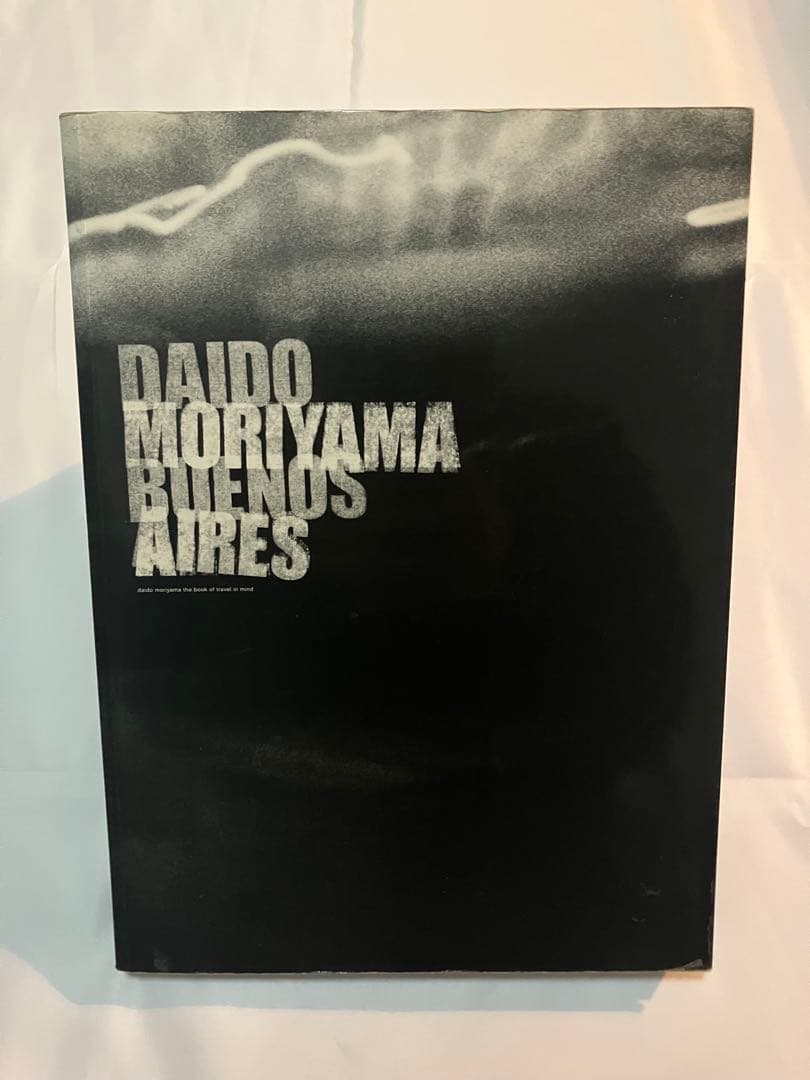 DAIDO
MORIYAMA
BUENOS
AIRES
daido moriyama the book of travel in mind